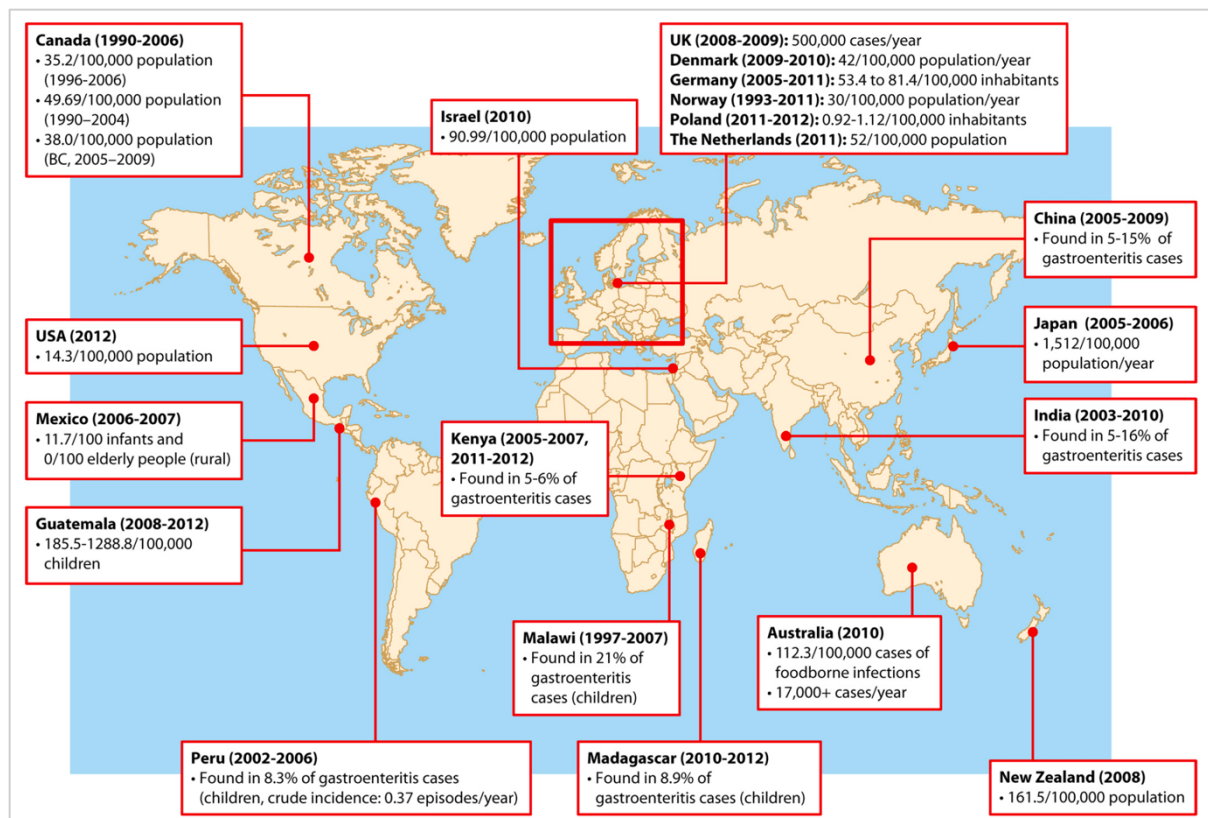 Canada (1990-2006)
• 35.2/100,000 population
(1996-2006)
• 49.69/100,000 population
(1990–2004)
• 38.0/100,000 population
(BC, 2005–2009)
UK (2008-2009): 500,000 cases/year
Denmark (2009-2010): 42/100,000 population/year
Germany (2005-2011): 53.4 to 81.4/100,000 inhabitants
Norway (1993-2011): 30/100,000 population/year
Poland (2011-2012): 0.92-1.12/100,000 inhabitants
The Netherlands (2011): 52/100,000 population
Israel (2010)
• 90.99/100,000 population
China (2005-2009)
• Found in 5-15% of
gastroenteritis cases
USA (2012)
• 14.3/100,000 population
Japan (2005-2006)
• 1,512/100,000
population/year
Mexico (2006-2007)
• 11.7/100 infants and
0/100 elderly people (rural)
Kenya (2005-2007,
2011-2012)
• Found in 5-6% of
gastroenteritis cases
India (2003-2010)
• Found in 5-16% of
gastroenteritis cases
Guatemala (2008-2012)
• 185.5-1288.8/100,000
children
Malawi (1997-2007)
• Found in 21% of
gastroenteritis
cases (children)
Australia (2010)
• 112.3/100,000 cases of
foodborne infections
• 17,000+ cases/year
Peru (2002-2006)
• Found in 8.3% of gastroenteritis cases
(children, crude incidence: 0.37 episodes/year)
Madagascar (2010-2012)
• Found in 8.9% of
gastroenteritis cases (children)
New Zealand (2008)
• 161.5/100,000 population